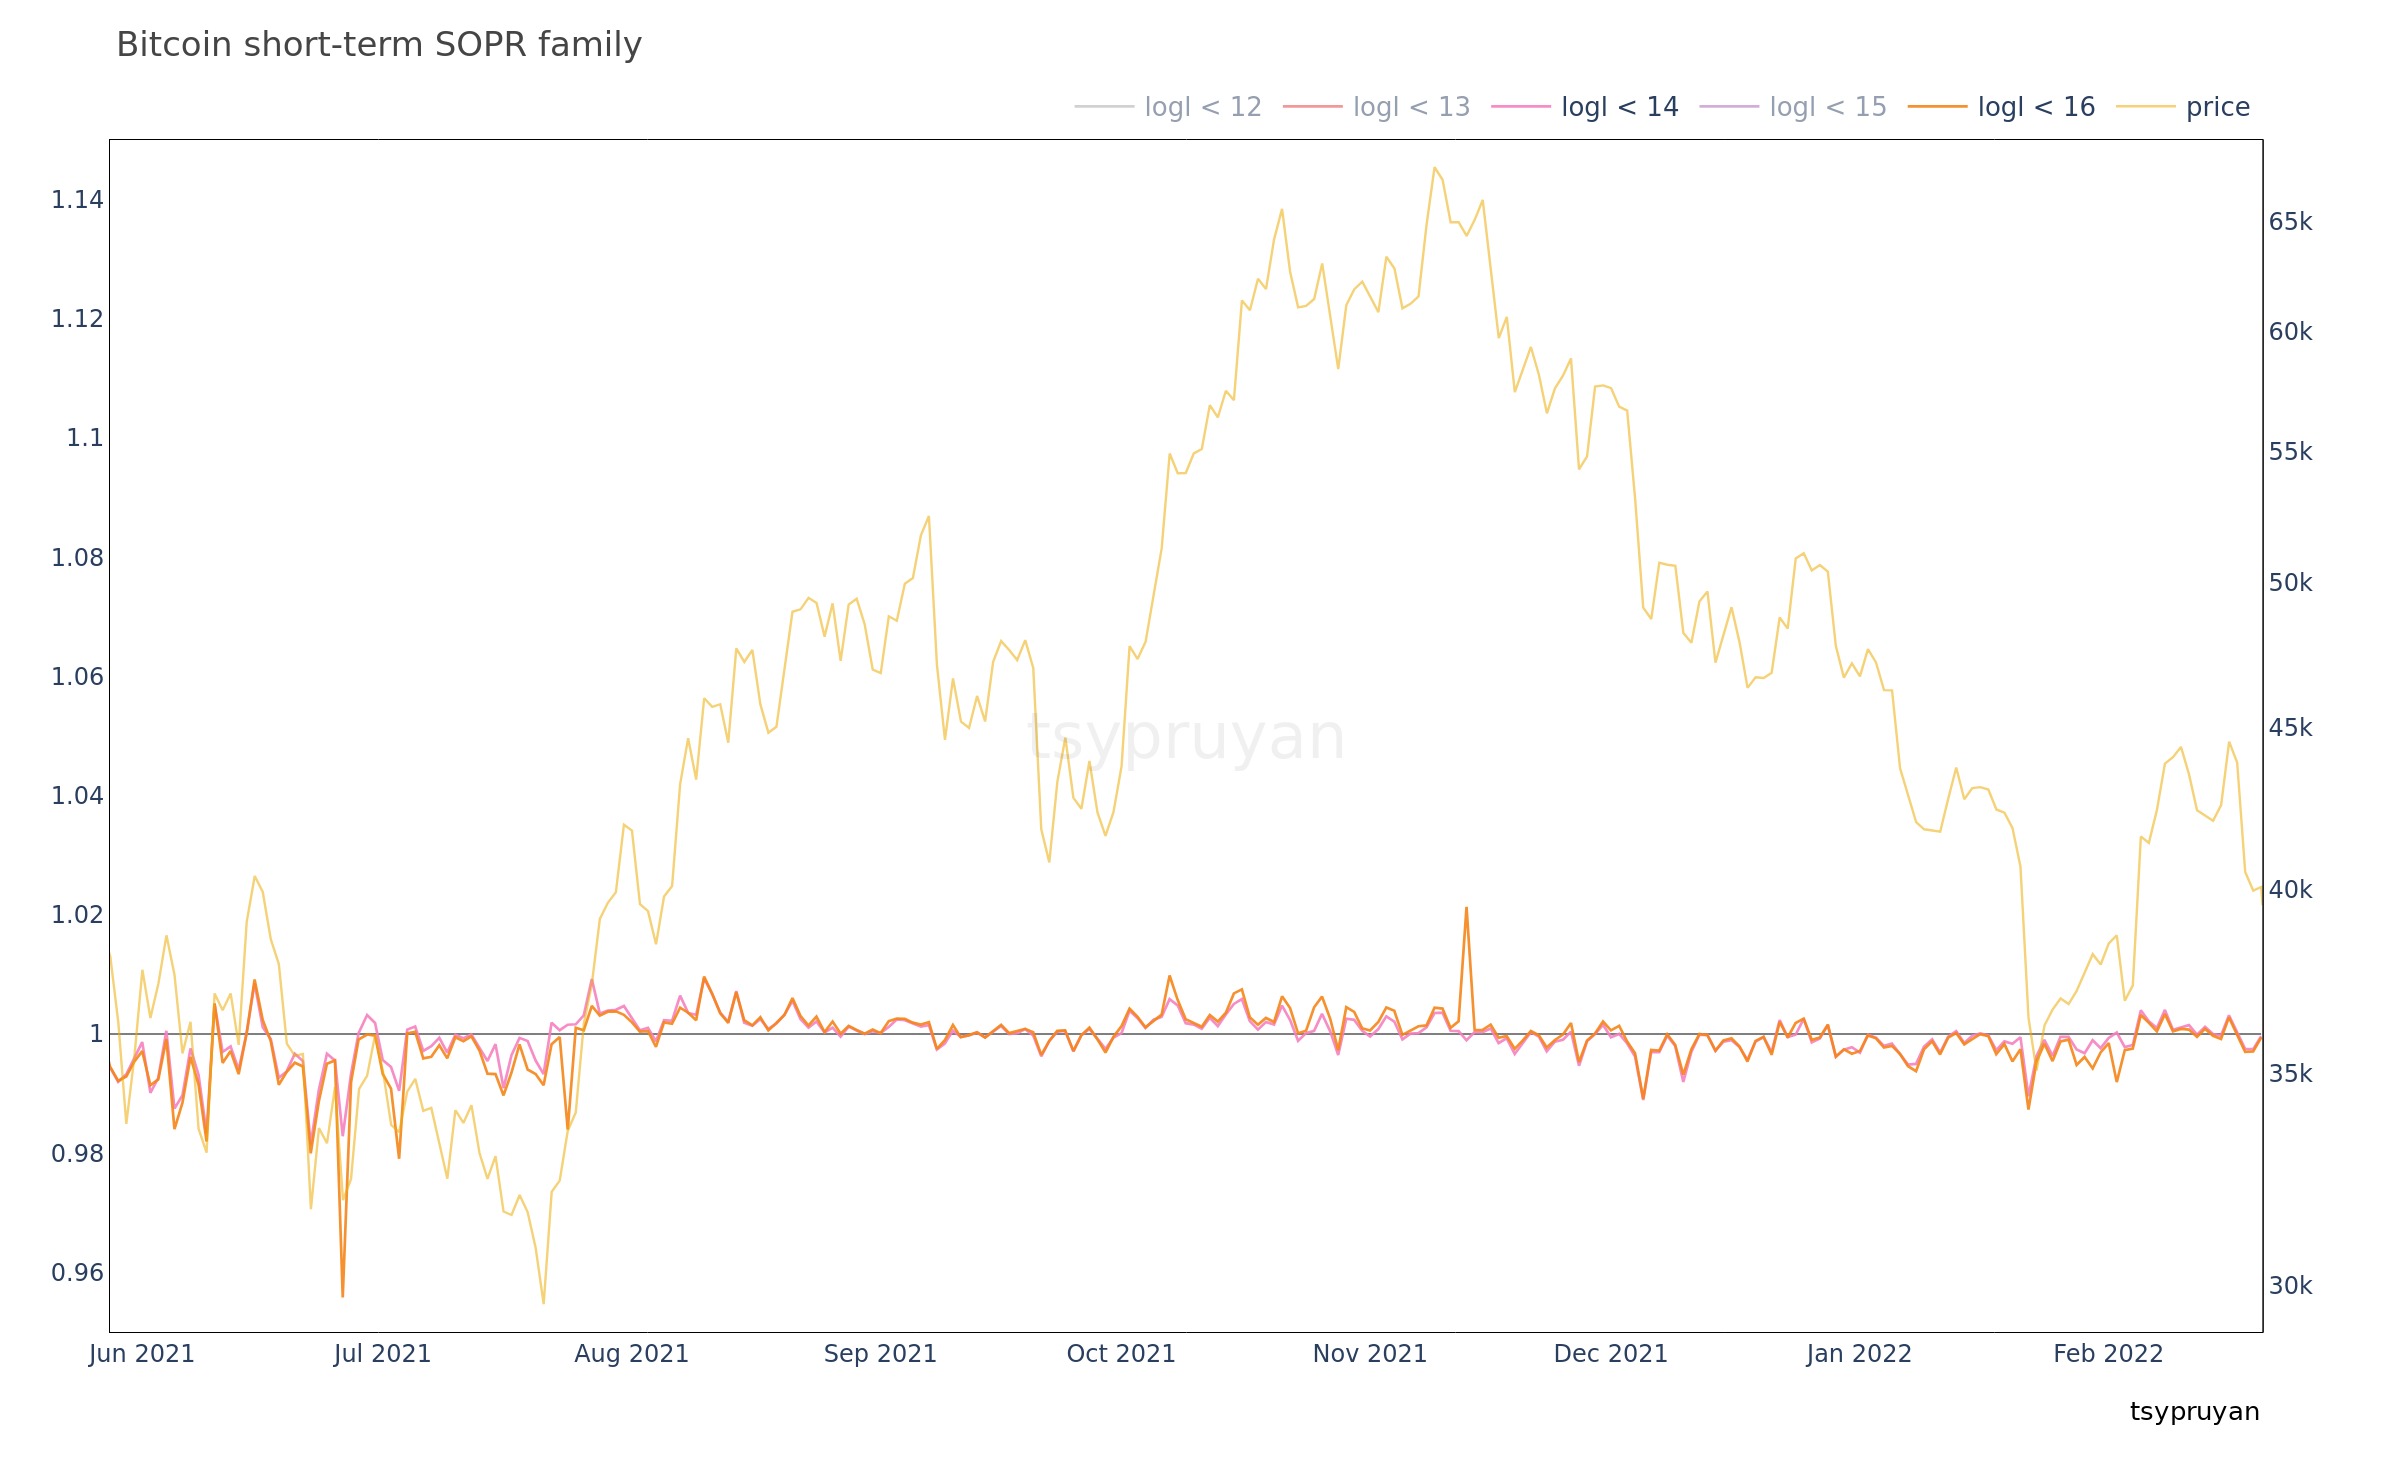 Bitcoin short-term SOPR family
logl < 12 logl < 13 logl < 14 logl < 15 logl < 16 price
1.14
65k
1.12
60k
1.1
55k
1.08
50k
1.06
45k
tsypruyan
1.04
40k
1.02
1
35k
0.98
0.96
30k
Jun 2021 Jul 2021 Aug 2021 Sep 2021 Oct 2021 Nov 2021 Dec 2021 Jan 2022 Feb 2022
tsypruyan